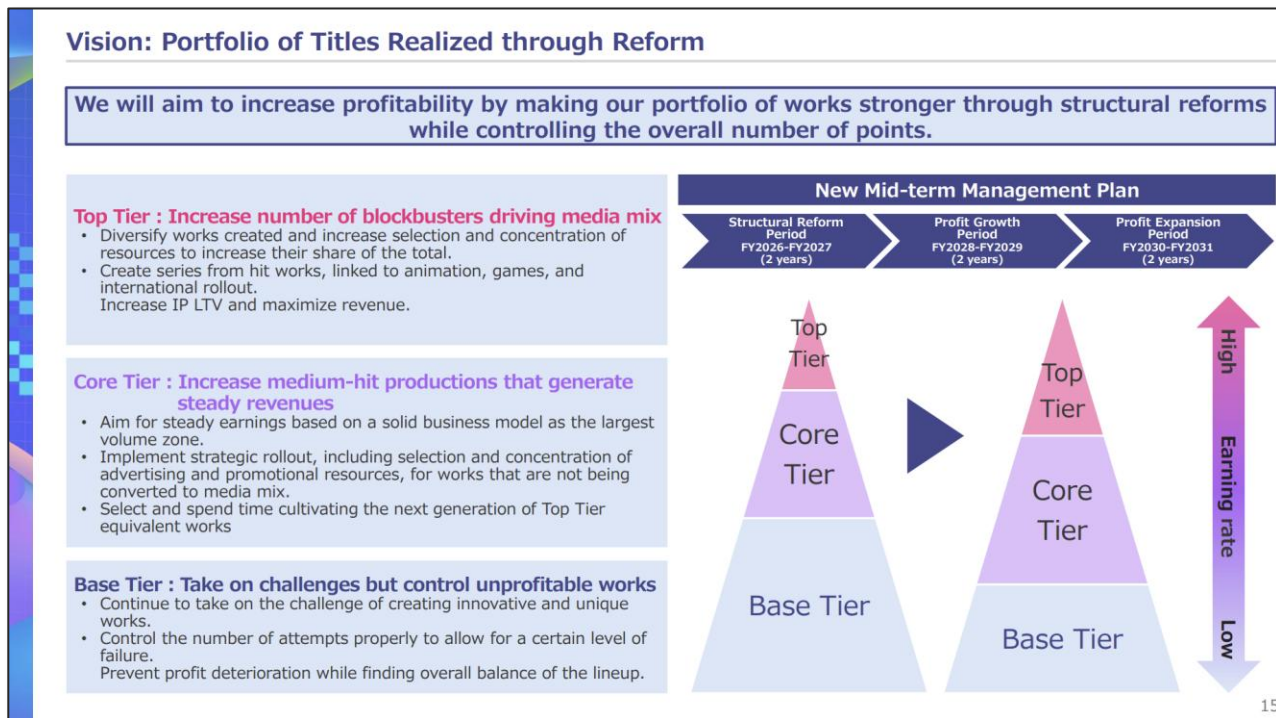 Vision: Portfolio of Titles Realized through Reform
We will aim to increase profitability by making our portfolio of works stronger through structural reforms
while controlling the overall number of points.
Top Tier : Increase number of blockbusters driving media mix
• Diversify works created and increase selection and concentration of
resources to increase their share of the total.
• Create series from hit works, linked to animation, games, and
international rollout.
Increase IP LTV and maximize revenue.
Core Tier : Increase medium-hit productions that generate
steady revenues
• Aim for steady earnings based on a solid business model as the largest
volume zone.
• Implement strategic rollout, including selection and concentration of
advertising and promotional resources, for works that are not being
converted to media mix.
• Select and spend time cultivating the next generation of Top Tier
equivalent works
Base Tier : Take on challenges but control unprofitable works
• Continue to take on the challenge of creating innovative and unique
works.
• Control the number of attempts properly to allow for a certain level of
failure.
Prevent profit deterioration while finding overall balance of the lineup.
New Mid-term Management Plan
Structural Reform
Period
FY2026-FY2027
(2 years)
Profit Growth
Period
FY2028-FY2029
(2 years)
Profit Expansion
Period
FY2030-FY2031
(2 years)
Top
Tier
Core
Tier
Base Tier
Top
Tier
Core
Tier
Base Tier
High
Earning rate
Low
15